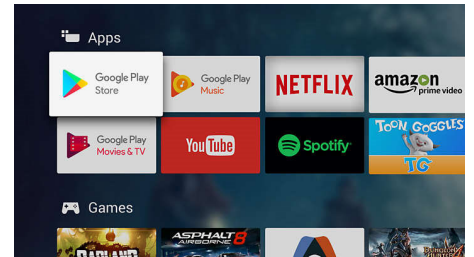 Apps
Google Play
Store
Google Play
Music
NETFLIX
amazon
prime video
Google Play
Movies & TV
YouTube
Spotify
TOON GOGGLES
TG
Games
BADLAND
ASPHALT 8
AIRBORNE